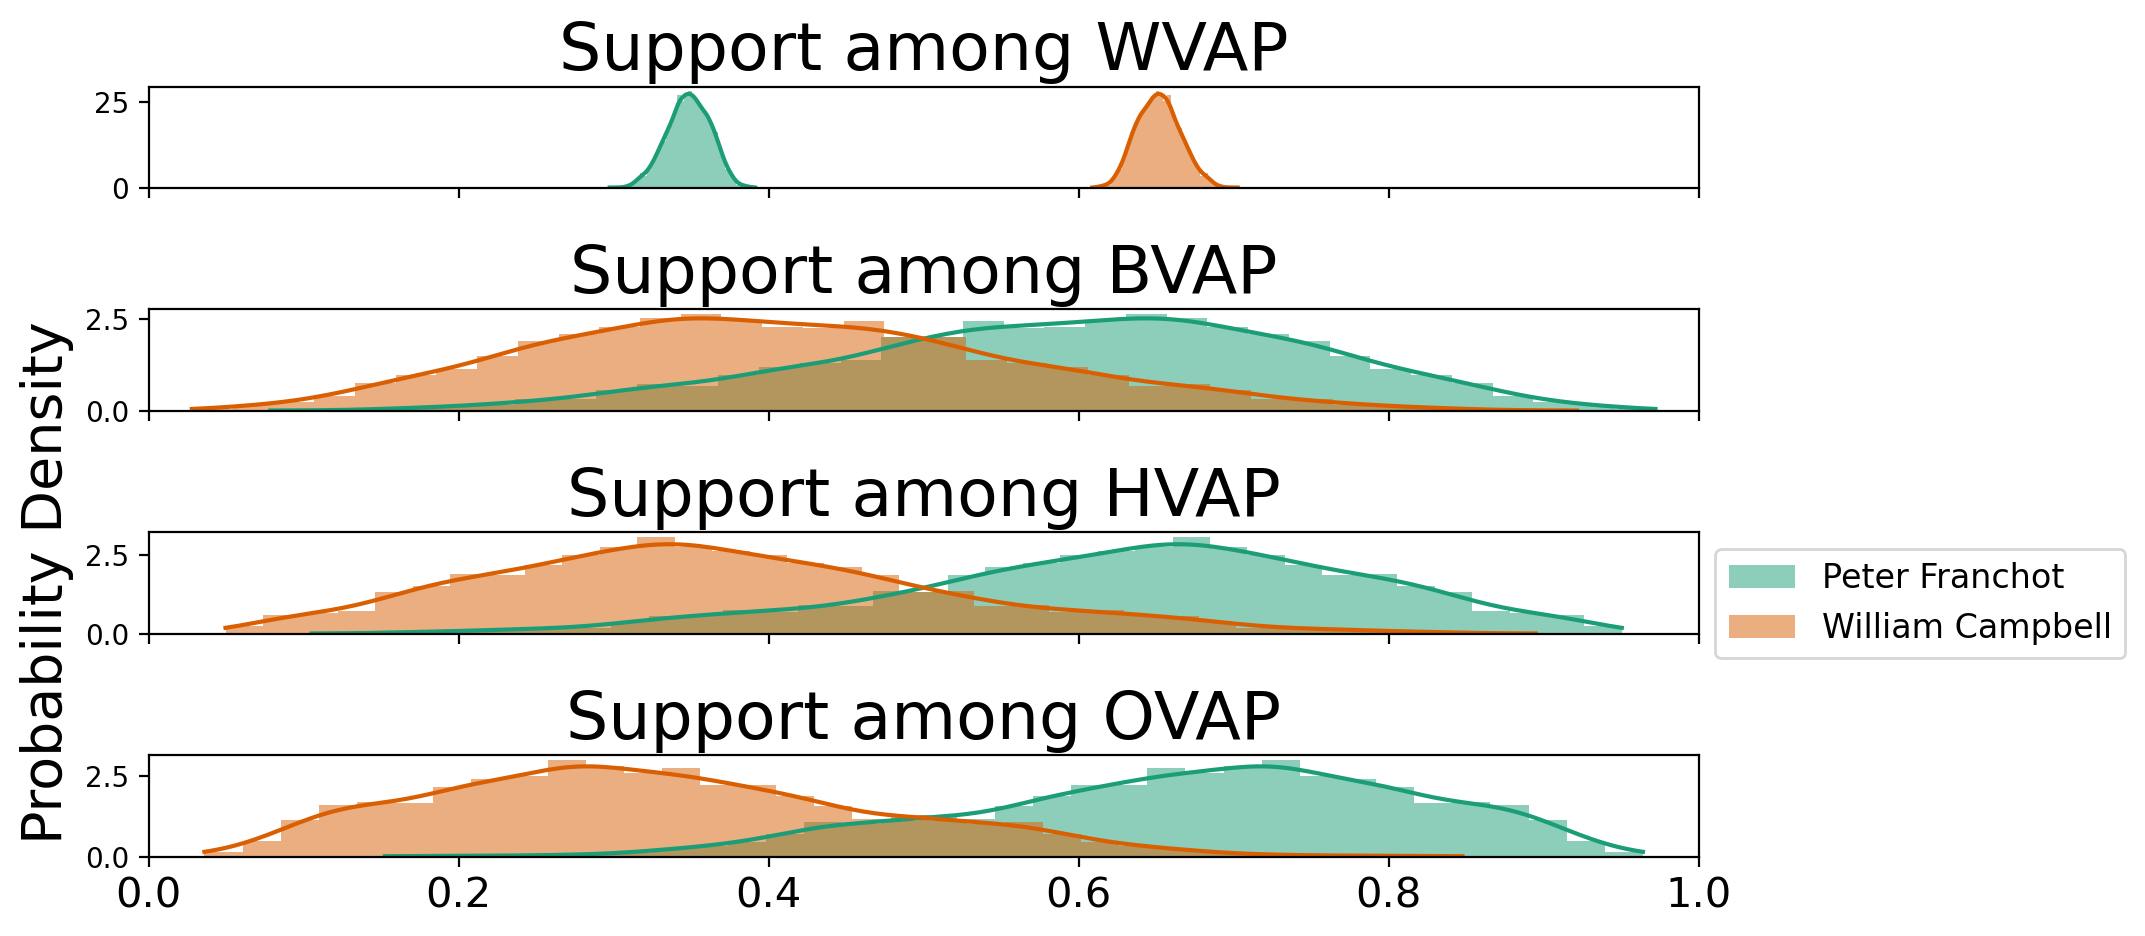 Support among WVAP
25
0
Support among BVAP
2.5
0.0
Support among HVAP
2.5
0.0
Support among OVAP
2.5
0.0
0.0 0.2 0.4 0.6 0.8 1.0
Probability Density
Peter Franchot
William Campbell